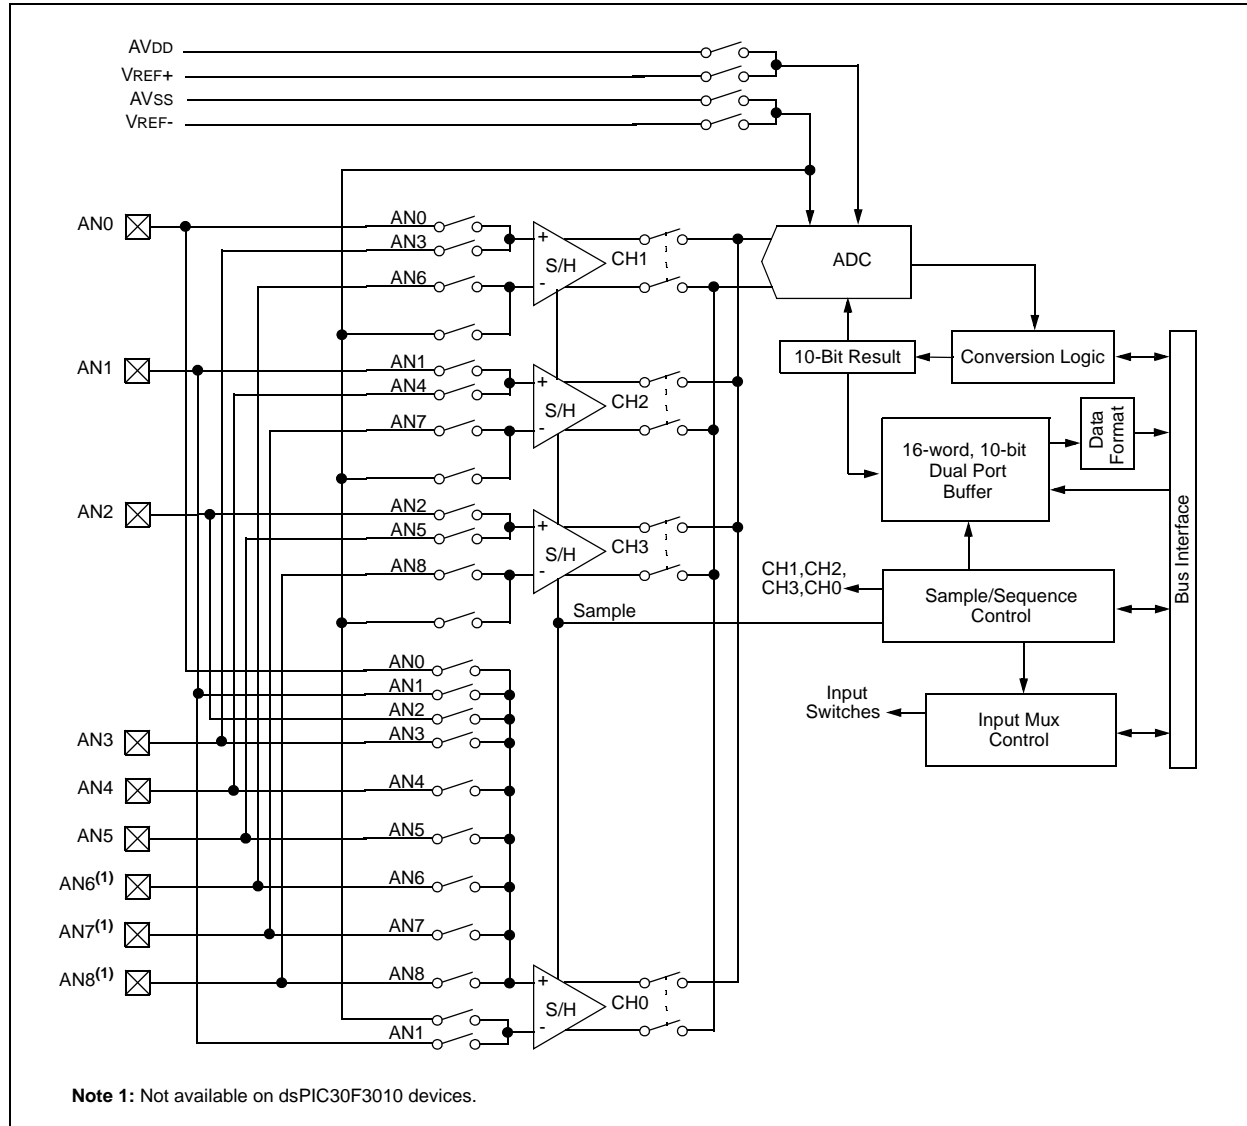 AVDD
VREF+
AVSS
VREF-
AN0
AN0
AN3
AN6
+
-
S/H
CH1
ADC
10-Bit Result
Conversion Logic
AN1
AN1
AN4
AN7
+
-
S/H
CH2
16-word, 10-bit
Dual Port
Buffer
Data
Format
AN2
AN2
AN5
AN8
+
-
S/H
CH3
CH1,CH2,
CH3,CH0
Sample/Sequence
Control
Bus Interface
Sample
AN0
AN1
AN2
AN3
AN3
Input
Switches
Input Mux
Control
AN4
AN4
AN5
AN5
AN6(1)
AN6
AN7(1)
AN7
AN8(1)
AN8
AN1
+
-
S/H
CH0
Note 1: Not available on dsPIC30F3010 devices.